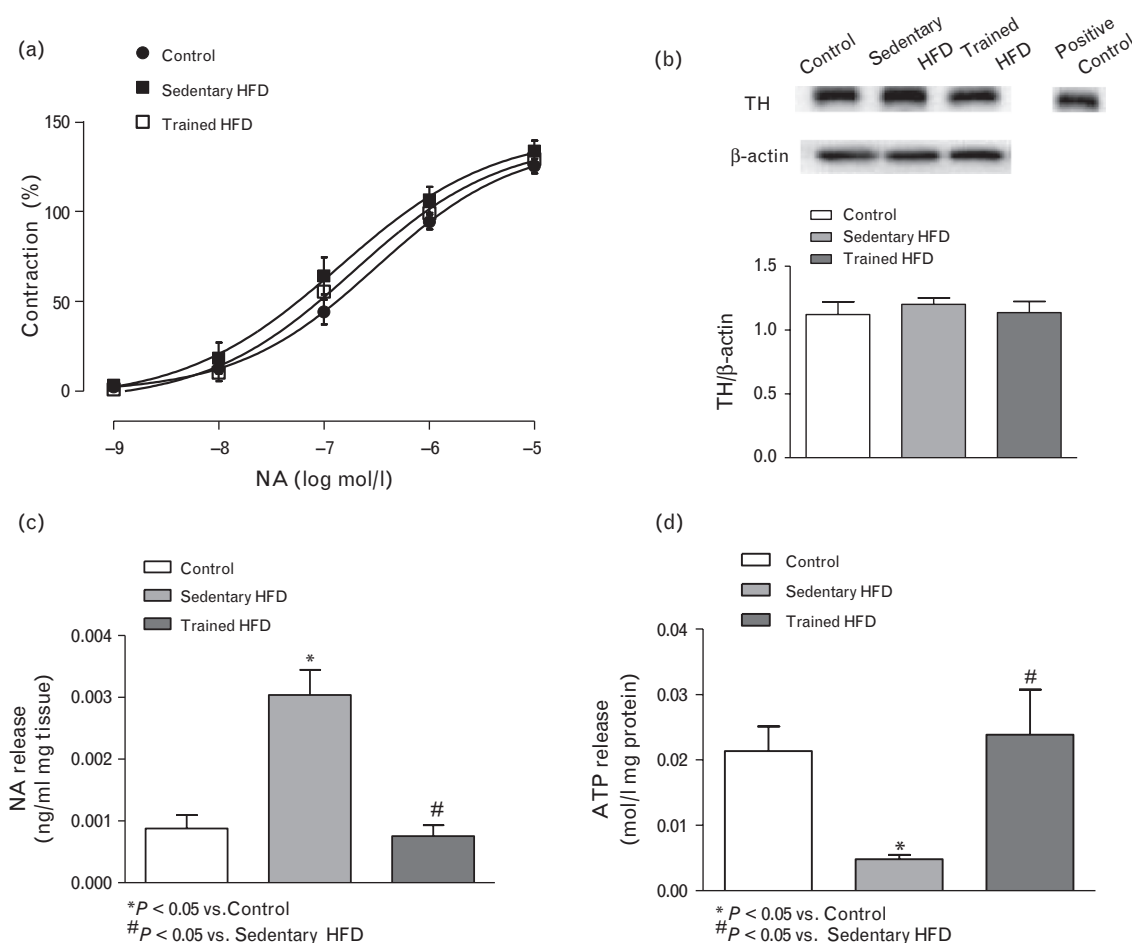 (a)
Control
Sedentary HFD
Trained HFD
150
100
50
0
Contraction (%)
–9
–8
–7
–6
–5
NA (log mol/l)
(b)
Control
Sedentary HFD
Trained HFD
Positive Control
TH
β-actin
Control
Sedentary HFD
Trained HFD
1.5
1.0
0.5
0.0
TH/β-actin
(c)
Control
Sedentary HFD
Trained HFD
0.004
0.003
0.002
0.001
0.000
NA release
(ng/ml mg tissue)
*
#
*P < 0.05 vs.Control
#P < 0.05 vs. Sedentary HFD
(d)
Control
Sedentary HFD
Trained HFD
0.04
0.03
0.02
0.01
0.00
ATP release
(mol/l mg protein)
*
#
* P < 0.05 vs. Control
#P < 0.05 vs. Sedentary HFD